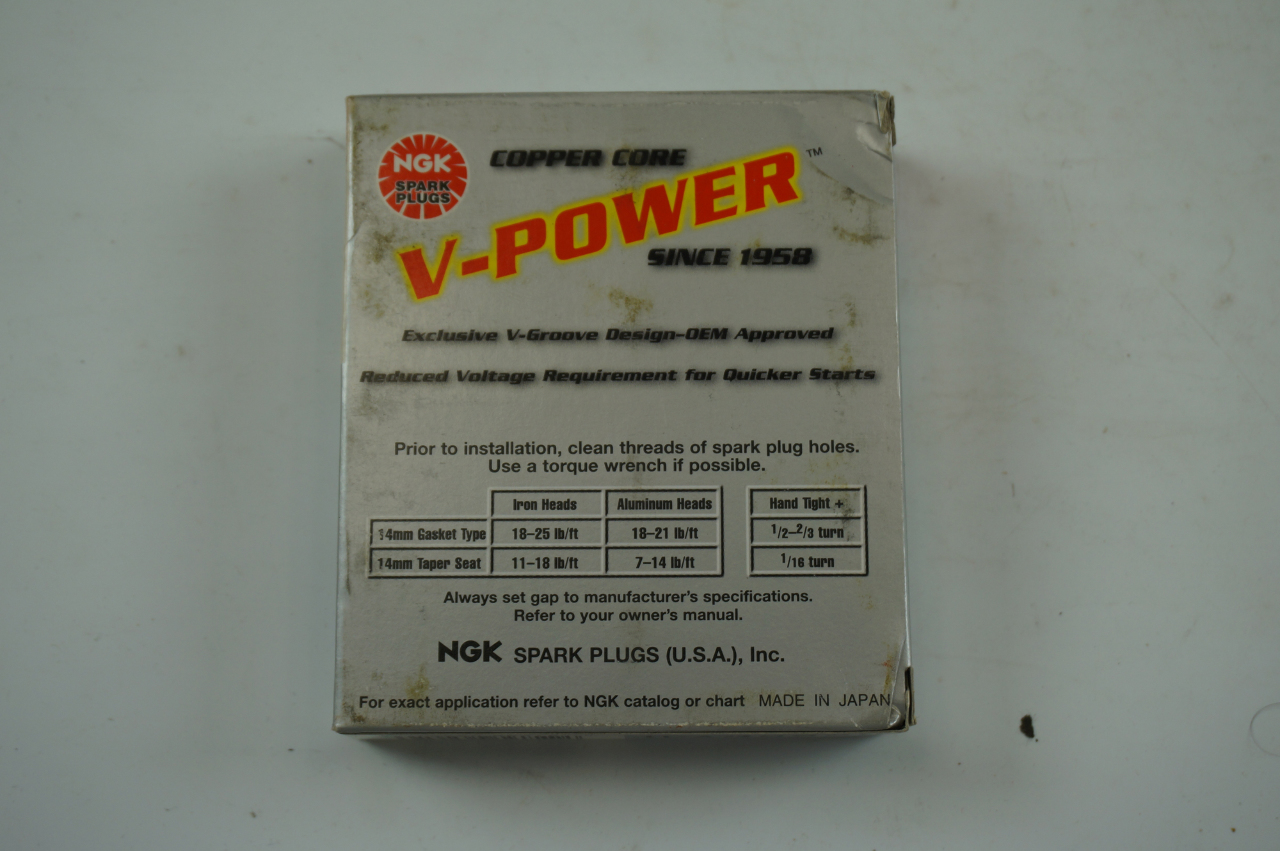 NGK
SPARK
PLUGS
COPPER CORE
V-POWER™
SINCE 1958
Exclusive V-Groove Design-OEM Approved
Reduced Voltage Requirement for Quicker Starts
Prior to installation, clean threads of spark plug holes.
Use a torque wrench if possible.
Iron Heads Aluminum Heads Hand Tight +
14mm Gasket Type 18–25 lb/ft 18–21 lb/ft 1/2–2/3 turn
14mm Taper Seat 11–18 lb/ft 7–14 lb/ft 1/16 turn
Always set gap to manufacturer's specifications.
Refer to your owner's manual.
NGK SPARK PLUGS (U.S.A.), Inc.
For exact application refer to NGK catalog or chart MADE IN JAPAN